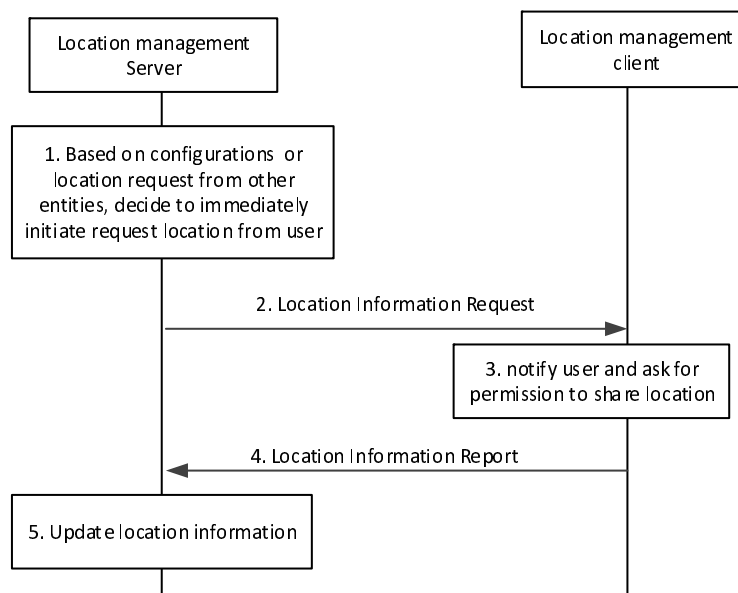 Location management
Server
Location management
client
1. Based on configurations or
location request from other
entities, decide to immediately
initiate request location from user
2. Location Information Request
3. notify user and ask for
permission to share location
4. Location Information Report
5. Update location information